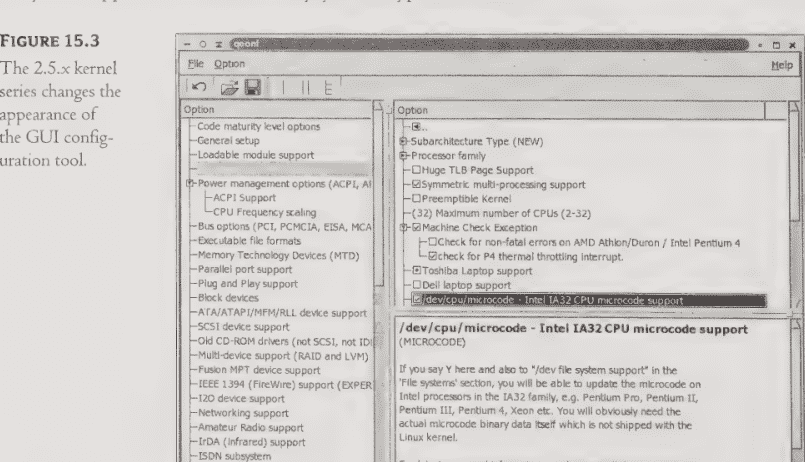 FIGURE 15.3
The 2.5.x kernel
series changes the
appearance of
the GUI config-
uration tool.
qconf
File Option
Help
Option
Code maturity level options
General setup
Loadable module support
Power management options (ACPI, A
ACPI Support
CPU Frequency scaling
Bus options (PCI, PCMCIA, EISA, MCA
Executable file formats
Memory Technology Devices (MTD)
Parallel port support
Plug and Play support
Block devices
ATA/ATAPI/MFM/RLL device support
SCSI device support
Old CD-ROM drivers (not SCSI, not IDE
Multi-device support (RAID and LVM)
Fusion MPT device support
IEEE 1394 (FireWire) support (EXPER
I2O device support
Networking support
Amateur Radio support
IrDA (infrared) support
ISDN subsystem
Option
..
Subarchitecture Type (NEW)
Processor family
Huge TLB Page Support
Symmetric multi-processing support
Preemptible Kernel
(32) Maximum number of CPUs (2-32)
Machine Check Exception
Check for non-fatal errors on AMD Athlon/Duron / Intel Pentium 4
check for P4 thermal throttling interrupt.
Toshiba Laptop support
Dell laptop support
/dev/cpu/microcode - Intel IA32 CPU microcode support
/dev/cpu/microcode - Intel IA32 CPU microcode support
(MICROCODE)
If you say Y here and also to "/dev file system support" in the
'File systems' section, you will be able to update the microcode on
Intel processors in the IA32 family, e.g. Pentium Pro, Pentium II,
Pentium III, Pentium 4, Xeon etc. You will obviously need the
actual microcode binary data itself which is not shipped with the
Linux kernel.